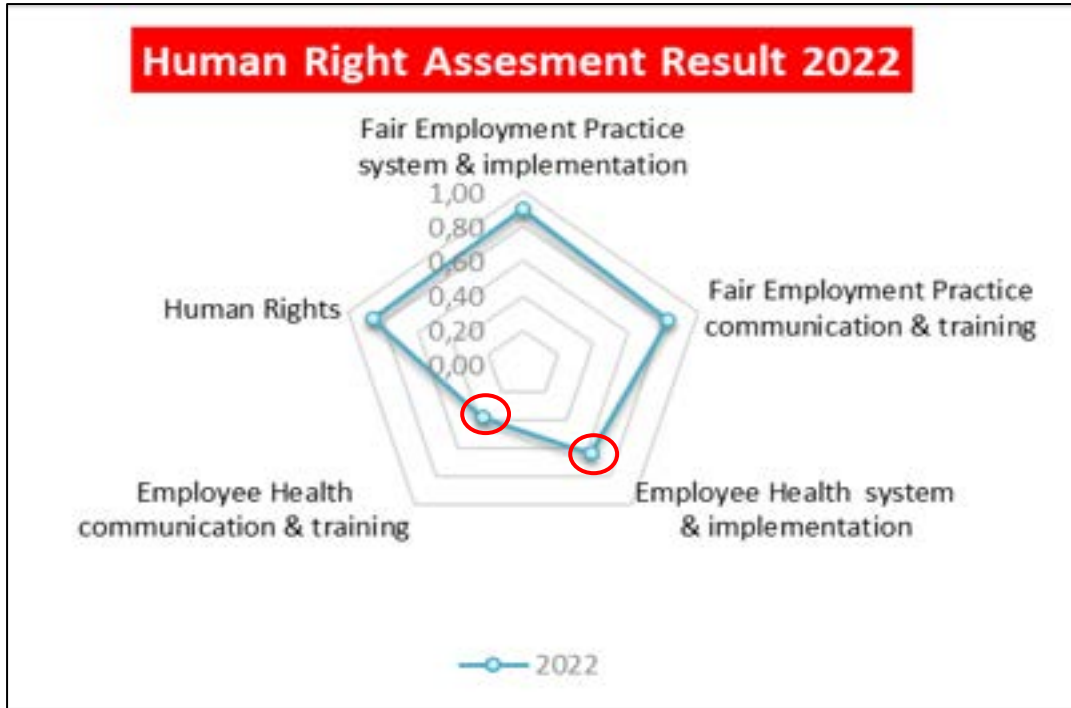 Human Right Assesment Result 2022
Fair Employment Practice
system & implementation
1,00
0,80
0,60
0,40
0,20
0,00
Human Rights
Fair Employment Practice
communication & training
Employee Health
communication & training
Employee Health system
& implementation
2022